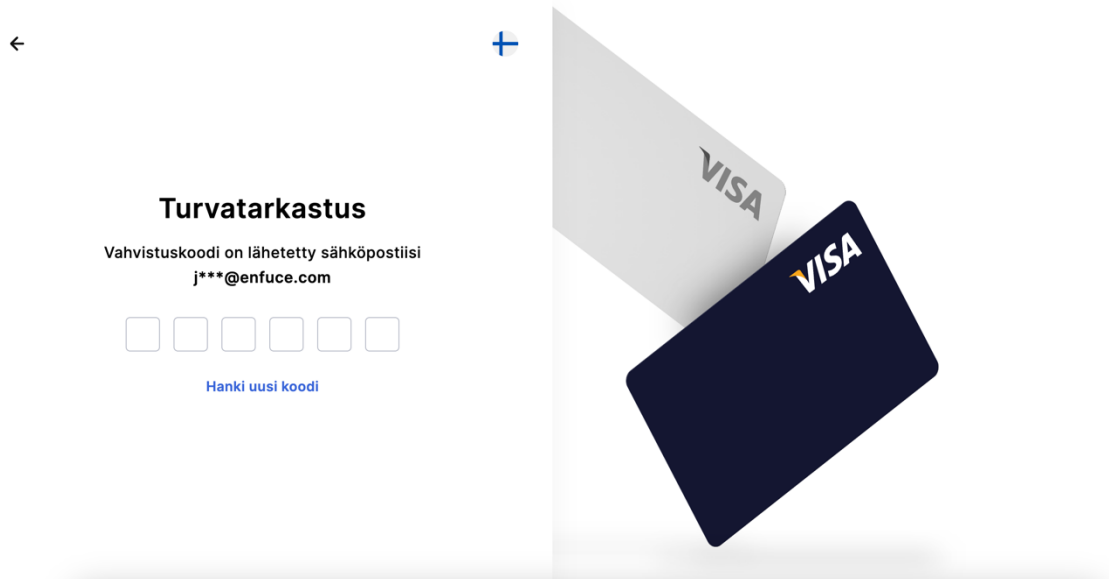 Turvatarkastus
Vahvistuskoodi on lähetetty sähköpostiisi
j***@enfuce.com
Hanki uusi koodi
VISA
VISA